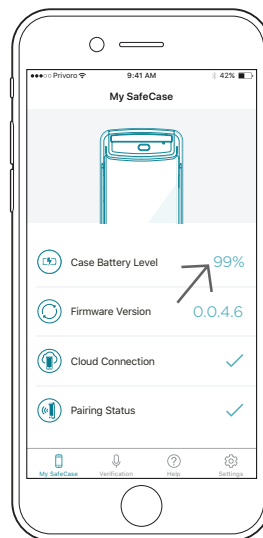 Privoro 9:41 AM 42%
My SafeCase
Case Battery Level 99%
Firmware Version 0.0.4.6
Cloud Connection
Pairing Status
My SafeCase Verification Help Settings